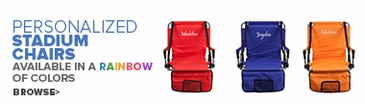 PERSONALIZED
STADIUM
CHAIRS
AVAILABLE IN A RAINBOW
OF COLORS
BROWSE>